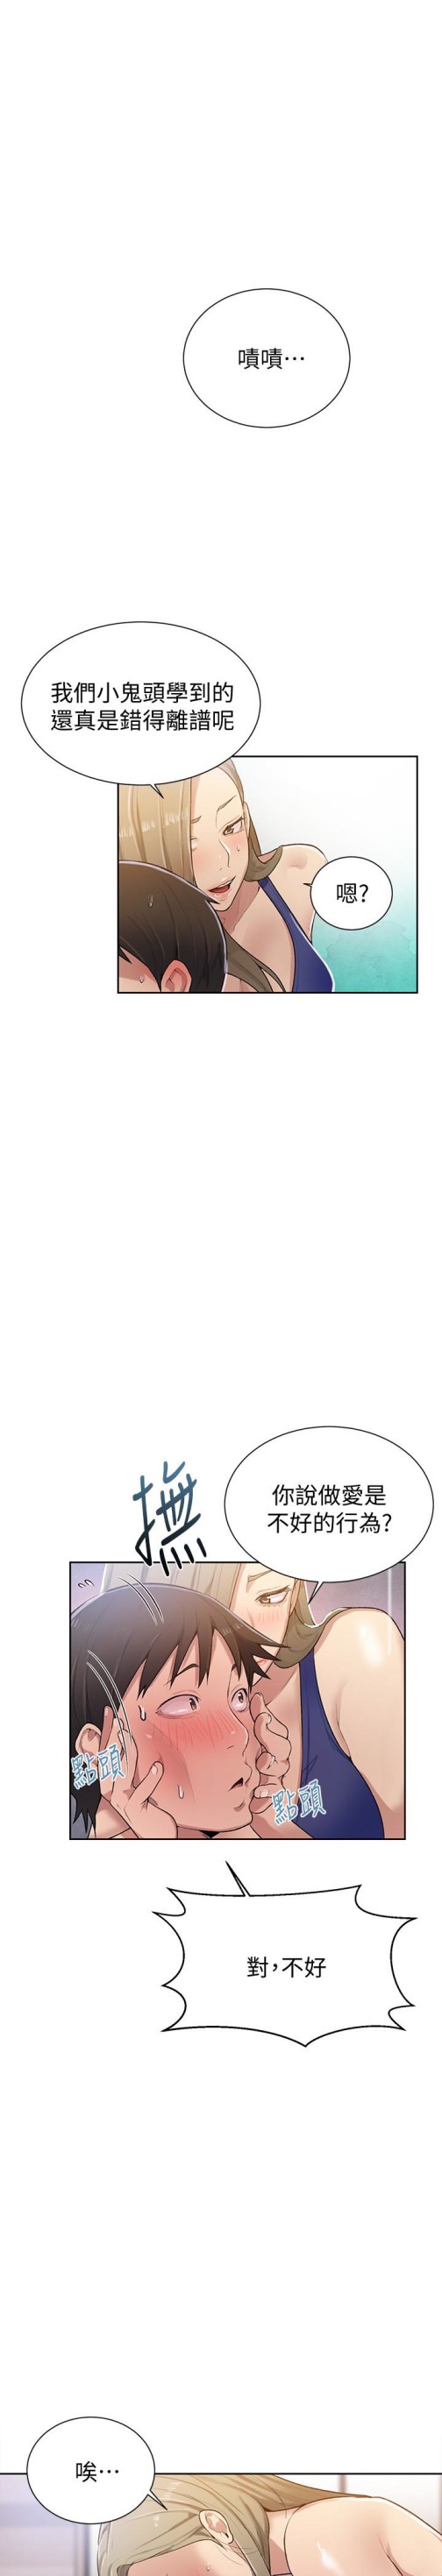 嘖嘖⋯
我們小鬼頭學到的
還真是錯得離譜呢
嗯?
你說做愛是
不好的行為?
撫
點頭
點頭
對,不好
唉⋯